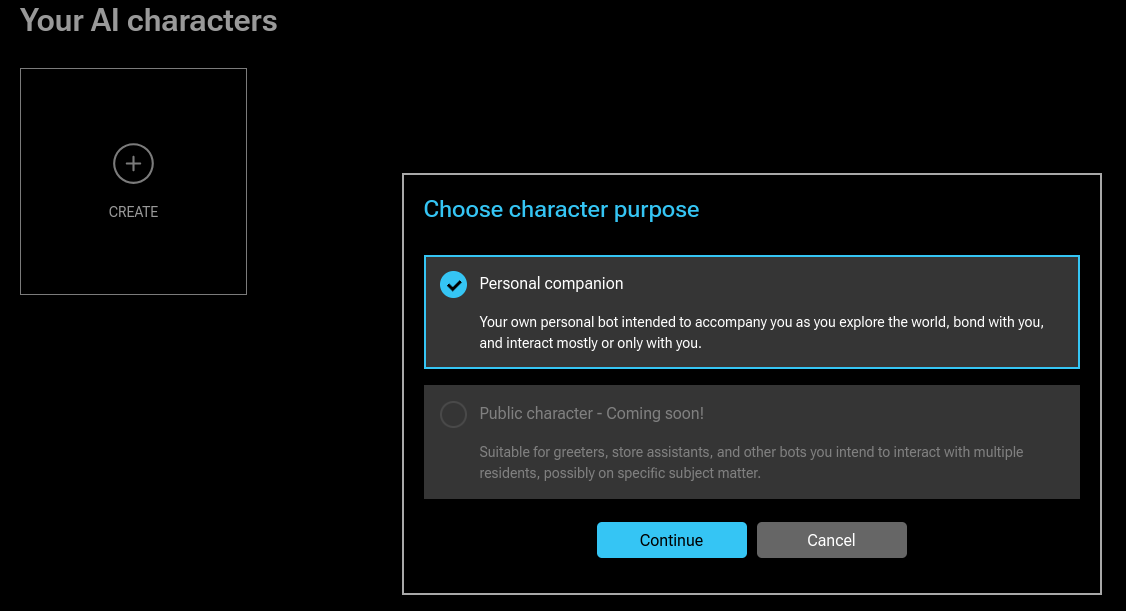 Your AI characters
CREATE
Choose character purpose
Personal companion
Your own personal bot intended to accompany you as you explore the world, bond with you,
and interact mostly or only with you.
Public character - Coming soon!
Suitable for greeters, store assistants, and other bots you intend to interact with multiple
residents, possibly on specific subject matter.
Continue
Cancel